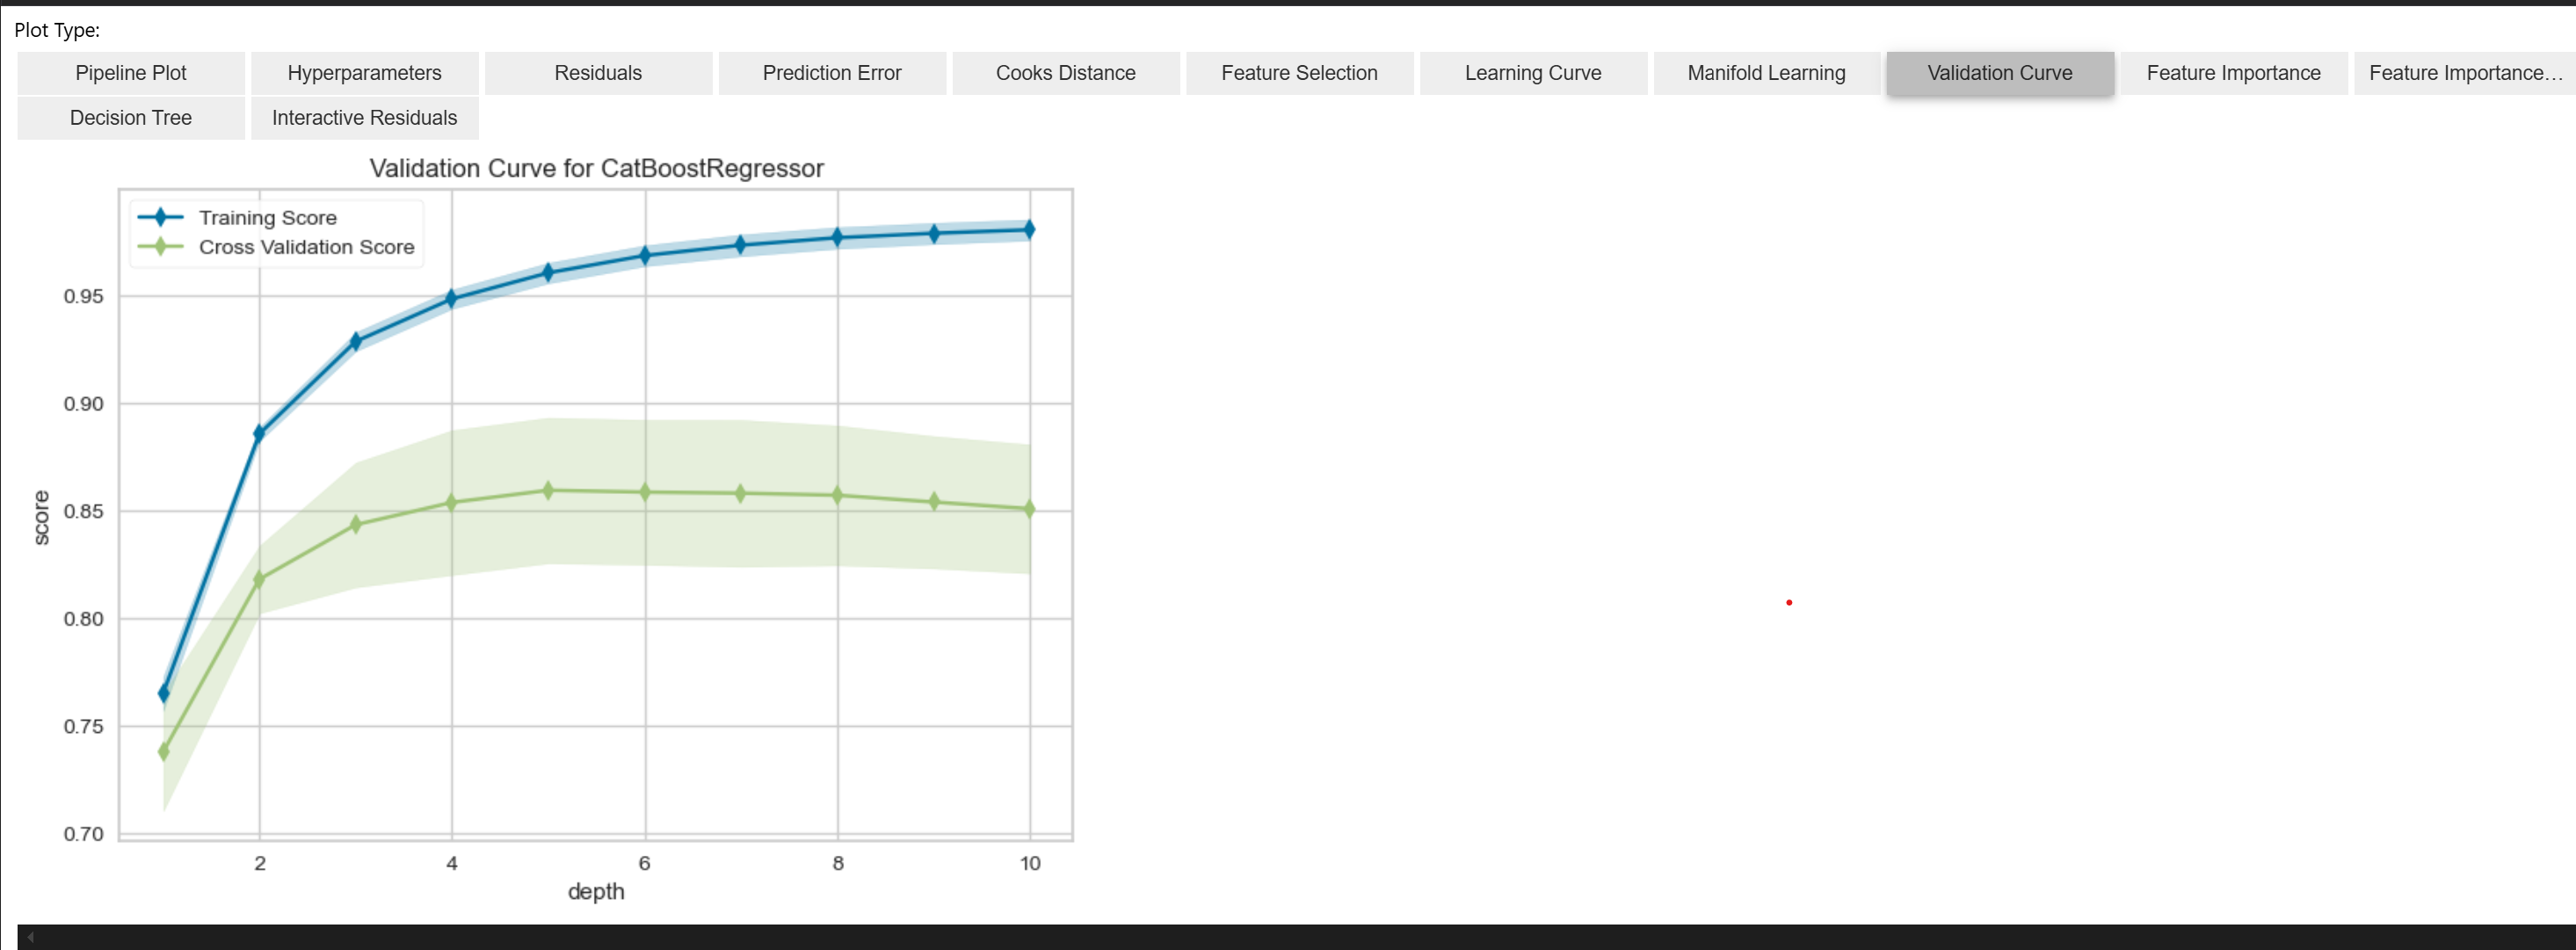 Plot Type:
Pipeline Plot Hyperparameters Residuals Prediction Error Cooks Distance Feature Selection Learning Curve Manifold Learning Validation Curve Feature Importance Feature Importance…
Decision Tree Interactive Residuals
Validation Curve for CatBoostRegressor
Training Score
Cross Validation Score
0.95
0.90
0.85
0.80
0.75
0.70
score
2 4 6 8 10
depth